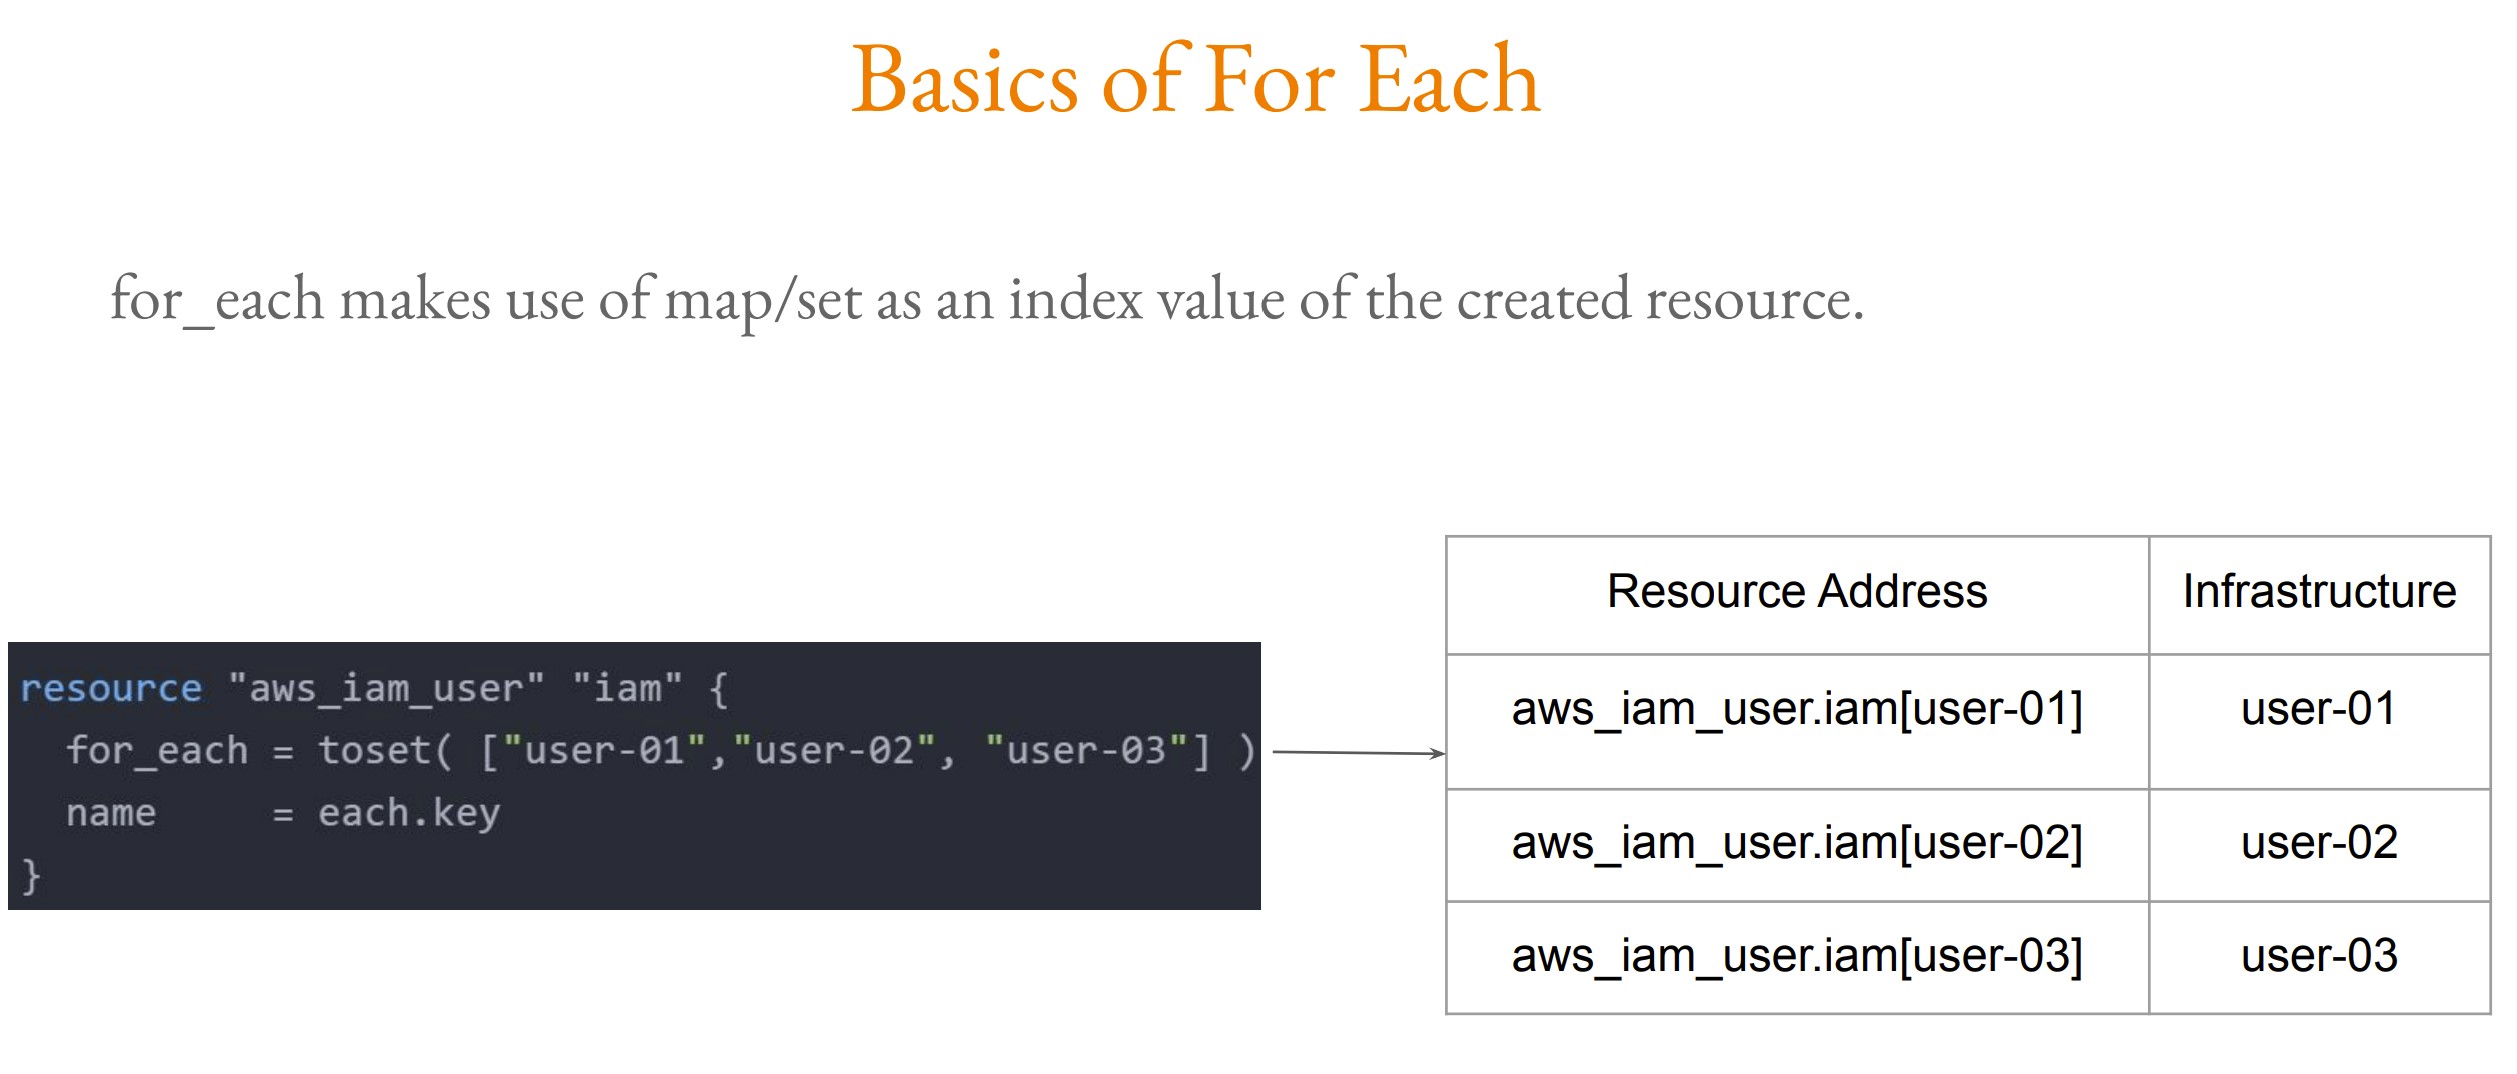 Basics of For Each
for_each makes use of map/set as an index value of the created resource.
resource "aws_iam_user" "iam" {
  for_each = toset( ["user-01","user-02", "user-03"] )
  name     = each.key
}
Resource Address Infrastructure
aws_iam_user.iam[user-01] user-01
aws_iam_user.iam[user-02] user-02
aws_iam_user.iam[user-03] user-03